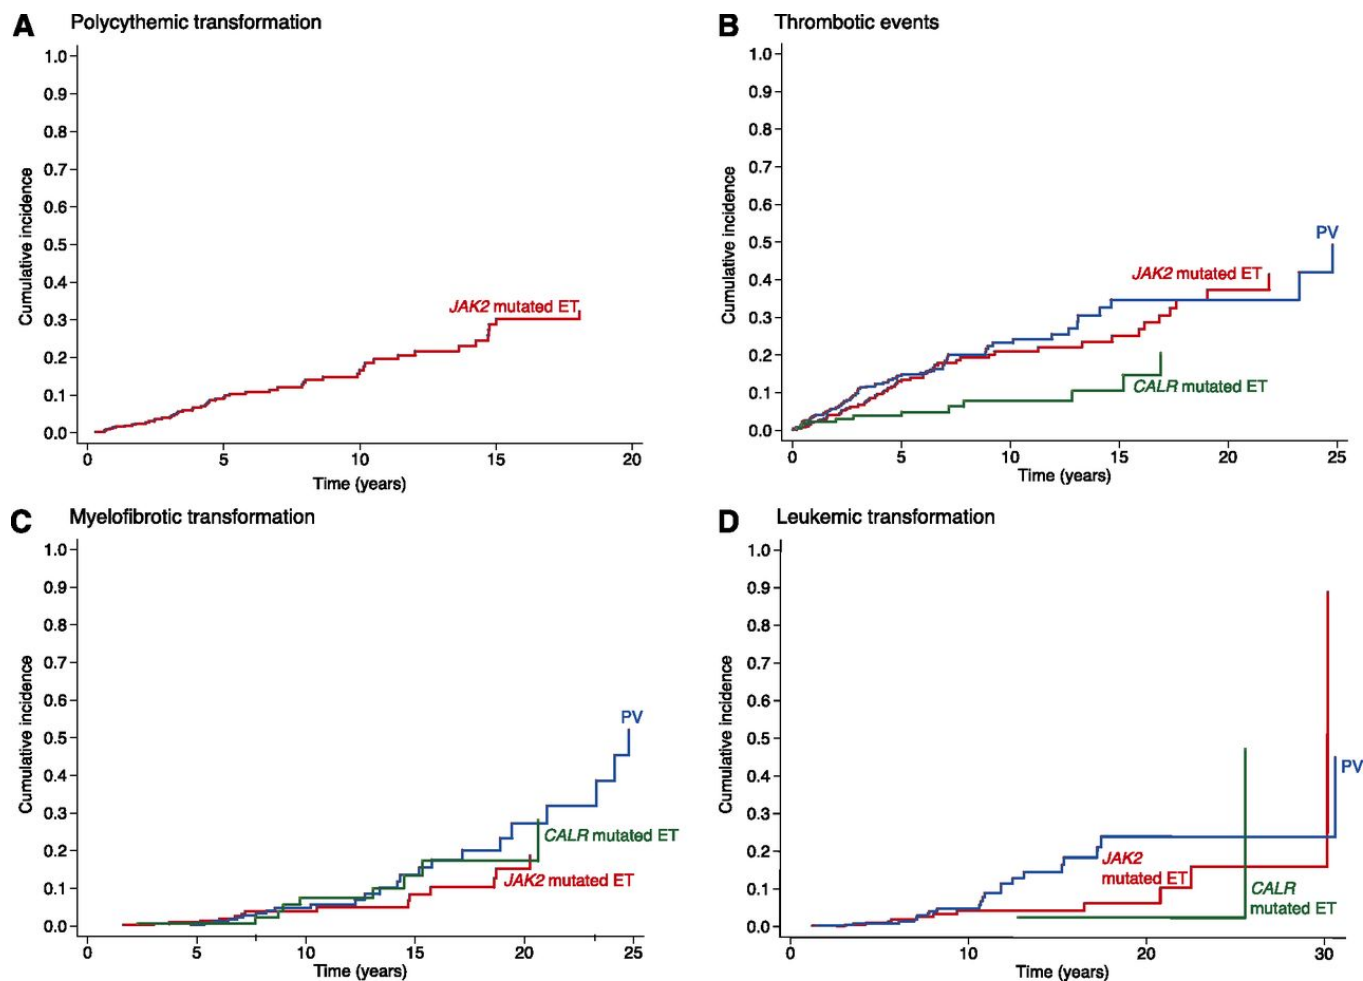 A Polycythemic transformation
Cumulative incidence
1.0
0.9
0.8
0.7
0.6
0.5
0.4
0.3
0.2
0.1
0.0
JAK2 mutated ET
0 5 10 15 20
Time (years)
B Thrombotic events
Cumulative incidence
1.0
0.9
0.8
0.7
0.6
0.5
0.4
0.3
0.2
0.1
0.0
PV
JAK2 mutated ET
CALR mutated ET
0 5 10 15 20 25
Time (years)
C Myelofibrotic transformation
Cumulative incidence
1.0
0.9
0.8
0.7
0.6
0.5
0.4
0.3
0.2
0.1
0.0
PV
CALR mutated ET
JAK2 mutated ET
0 5 10 15 20 25
Time (years)
D Leukemic transformation
Cumulative incidence
1.0
0.9
0.8
0.7
0.6
0.5
0.4
0.3
0.2
0.1
0.0
PV
JAK2
mutated ET
CALR
mutated ET
0 10 20 30
Time (years)